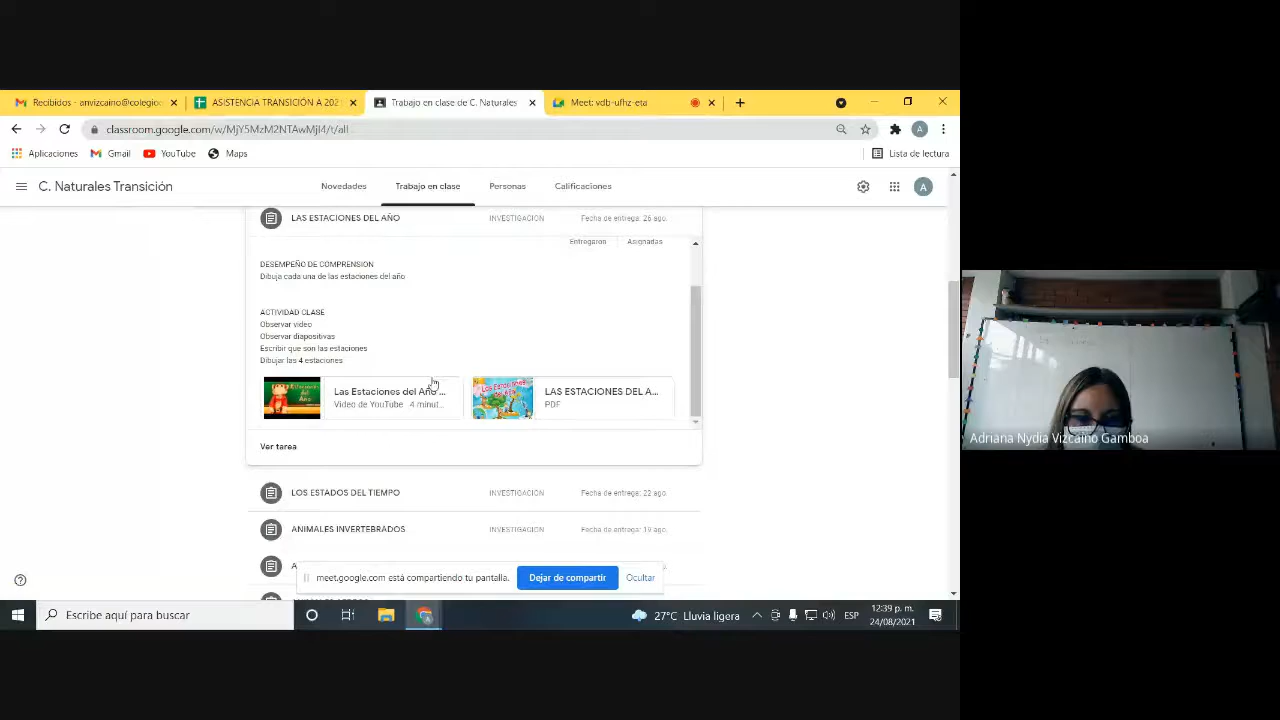 Recibidos - anvizcaino@colegio
ASISTENCIA TRANSICIÓN A 202
Trabajo en clase de C. Naturales
Meet: vdb-ufhz-eta
classroom.google.com/w/MjY5MzM2NTAwMjI4/t/all
Aplicaciones
Gmail
YouTube
Maps
Lista de lectura
C. Naturales Transición
Novedades
Trabajo en clase
Personas
Calificaciones
A
LAS ESTACIONES DEL AÑO
INVESTIGACION
Fecha de entrega: 26 ago.
Entregaron
Asignadas
DESEMPEÑO DE COMPRENSION
Dibuja cada una de las estaciones del año
ACTIVIDAD CLASE
Observar video
Observar diapositivas
Escribir que son las estaciones
Dibujar las 4 estaciones
Las Estaciones del Año ...
Video de YouTube 4 minut...
LAS ESTACIONES DEL A...
PDF
Ver tarea
LOS ESTADOS DEL TIEMPO
INVESTIGACION
Fecha de entrega: 22 ago.
ANIMALES INVERTEBRADOS
INVESTIGACION
Fecha de entrega: 19 ago.
meet.google.com está compartiendo tu pantalla.
Dejar de compartir
Ocultar
Escribe aquí para buscar
27°C Lluvia ligera
ESP
12:39 p. m.
24/08/2021
Adriana Nydia Vizcaino Gamboa